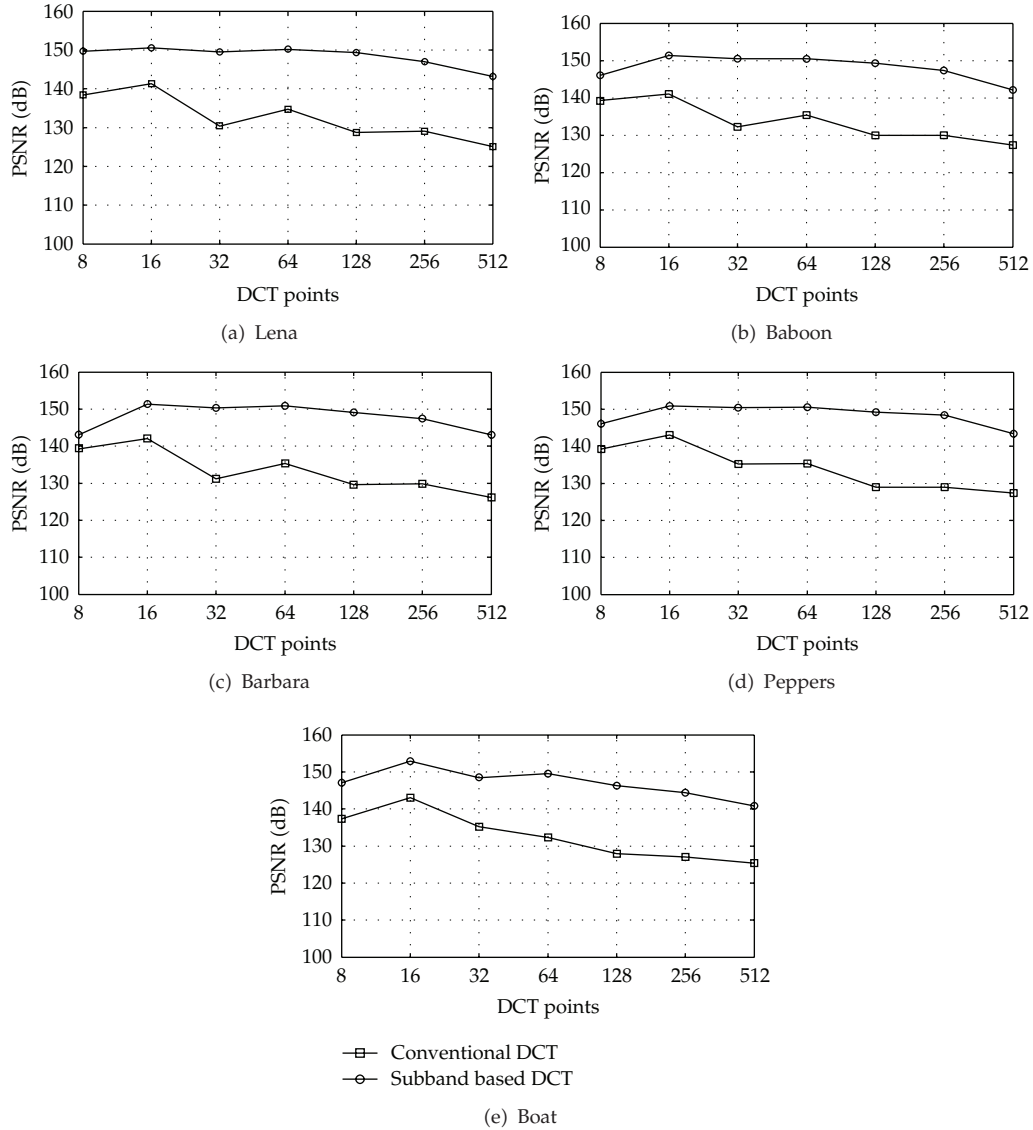 160
150
140
130
120
110
100
PSNR (dB)
8 16 32 64 128 256 512
DCT points
(a) Lena
160
150
140
130
120
110
100
PSNR (dB)
8 16 32 64 128 256 512
DCT points
(b) Baboon
160
150
140
130
120
110
100
PSNR (dB)
8 16 32 64 128 256 512
DCT points
(c) Barbara
160
150
140
130
120
110
100
PSNR (dB)
8 16 32 64 128 256 512
DCT points
(d) Peppers
160
150
140
130
120
110
100
PSNR (dB)
8 16 32 64 128 256 512
DCT points
Conventional DCT
Subband based DCT
(e) Boat